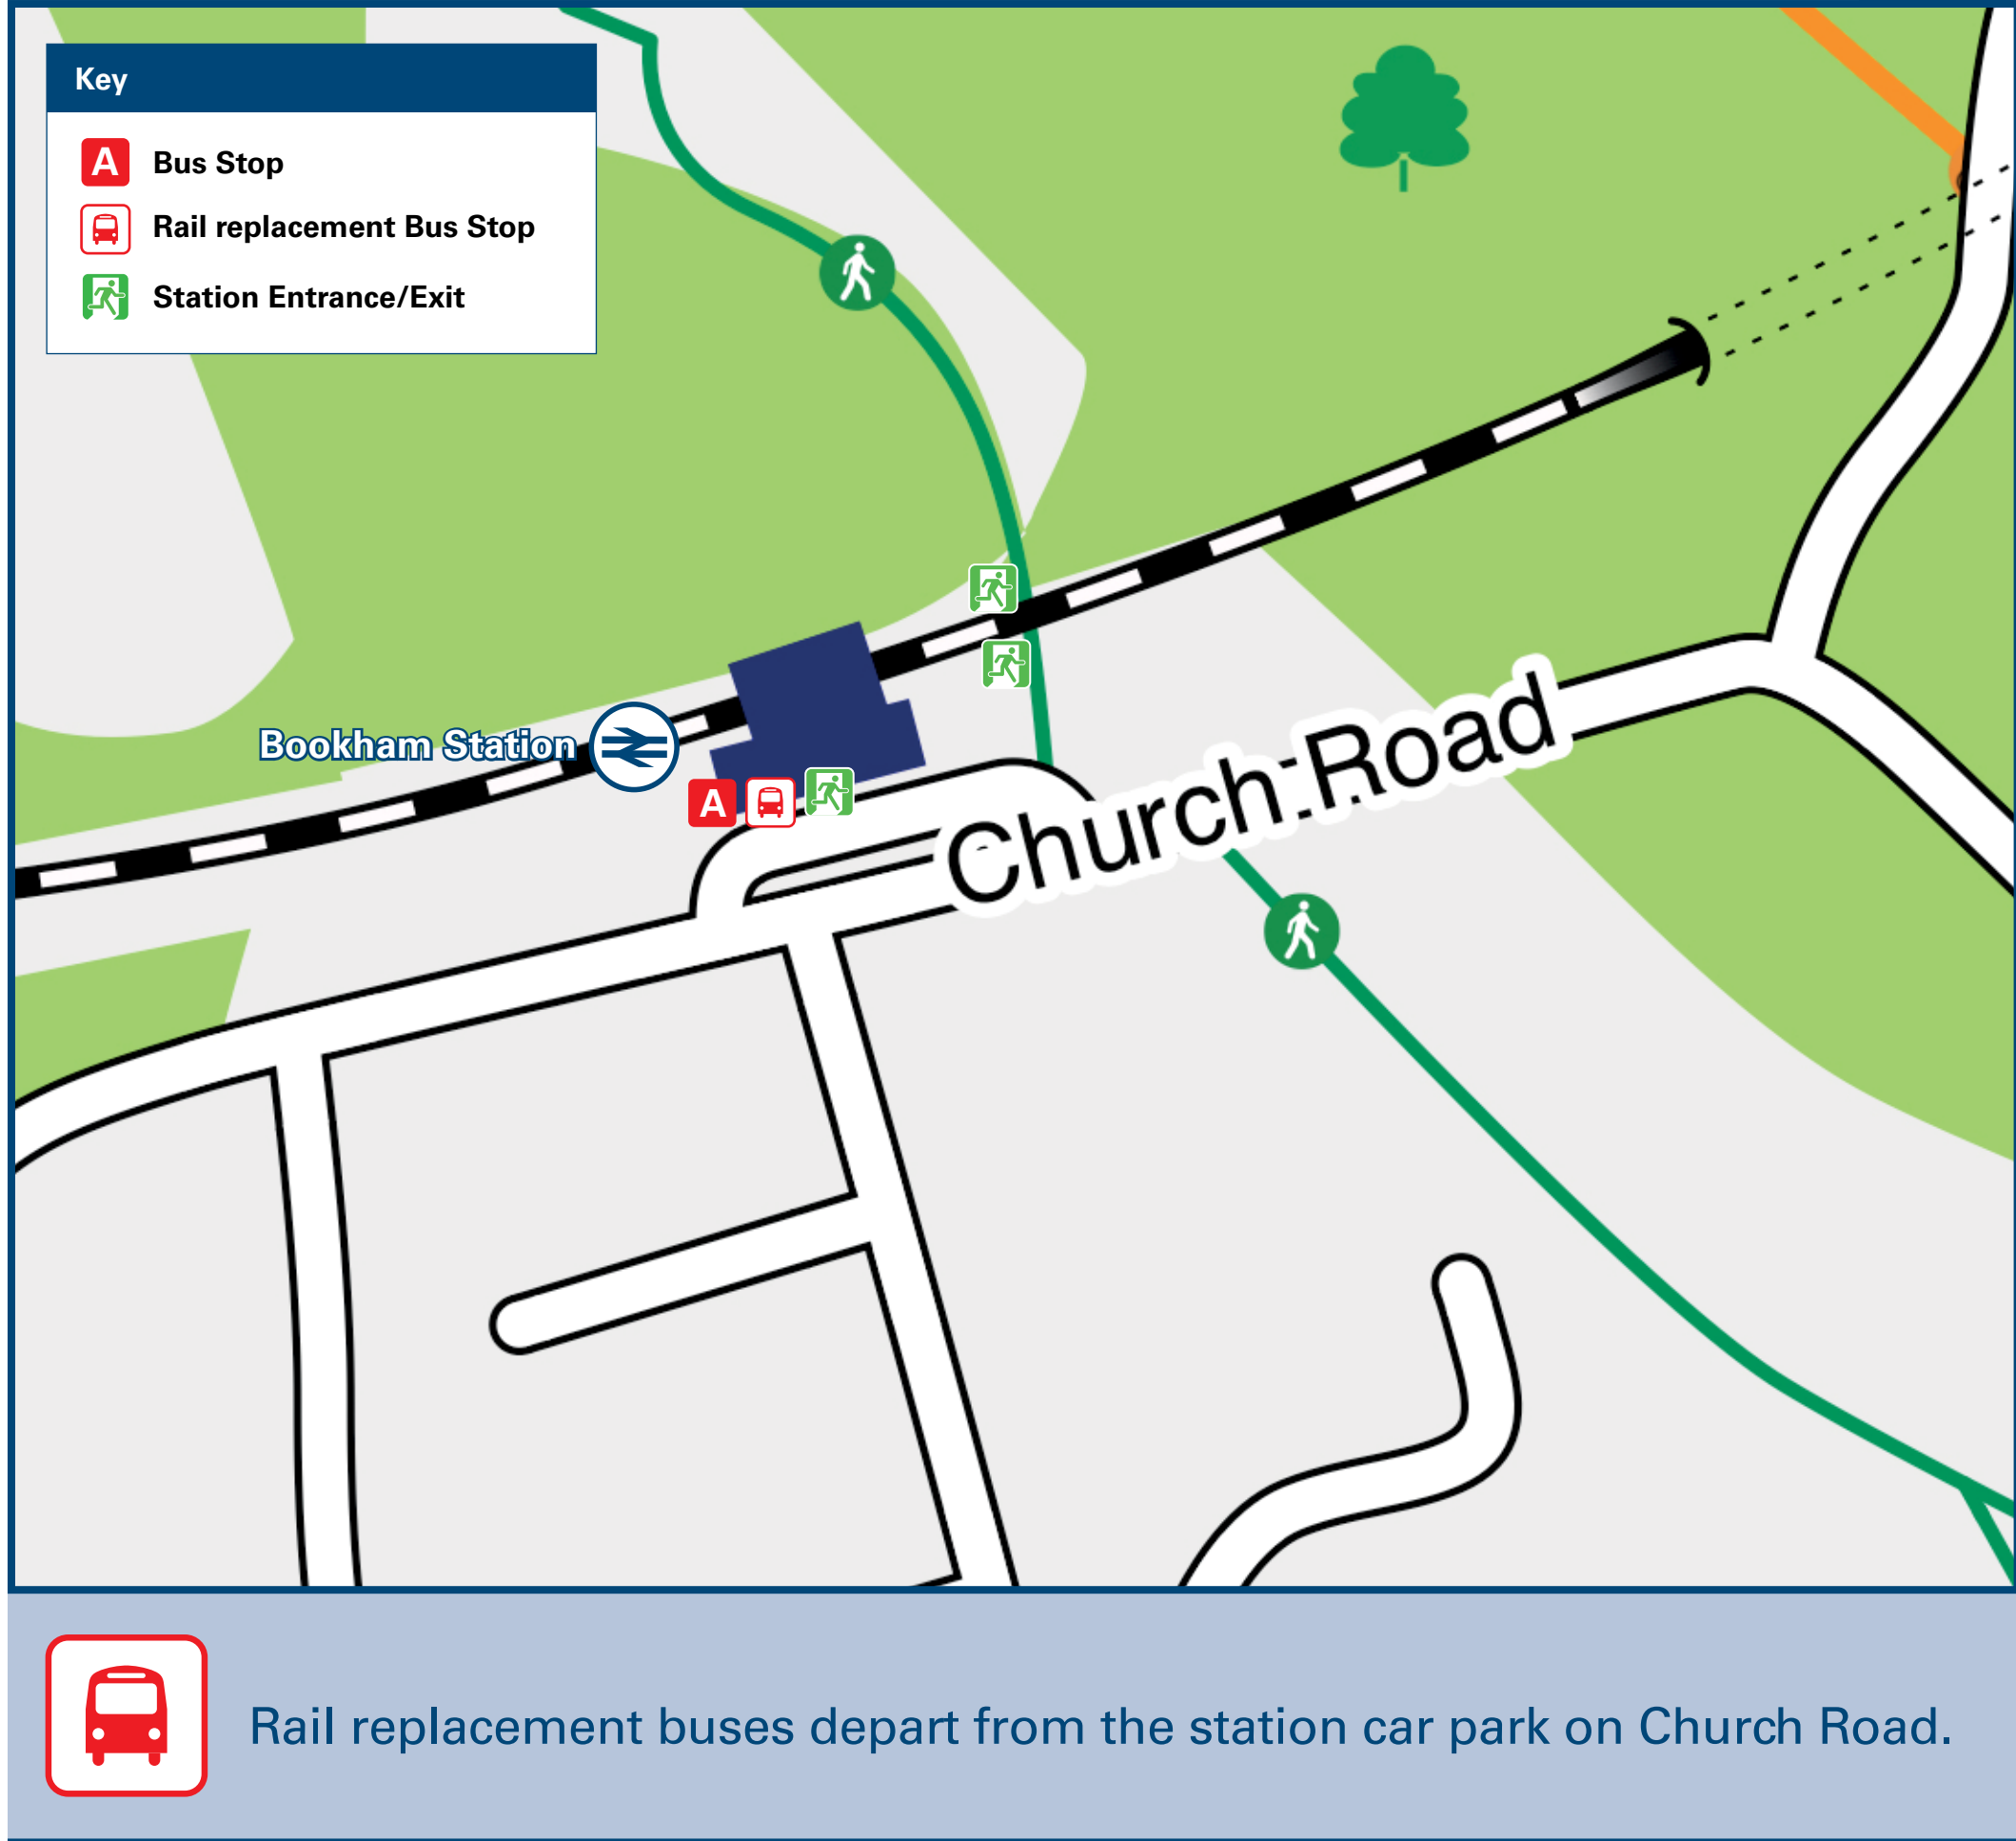 Key
A
Bus Stop
Rail replacement Bus Stop
Station Entrance/Exit
Bookham Station
A
Church Road
Rail replacement buses depart from the station car park on Church Road.